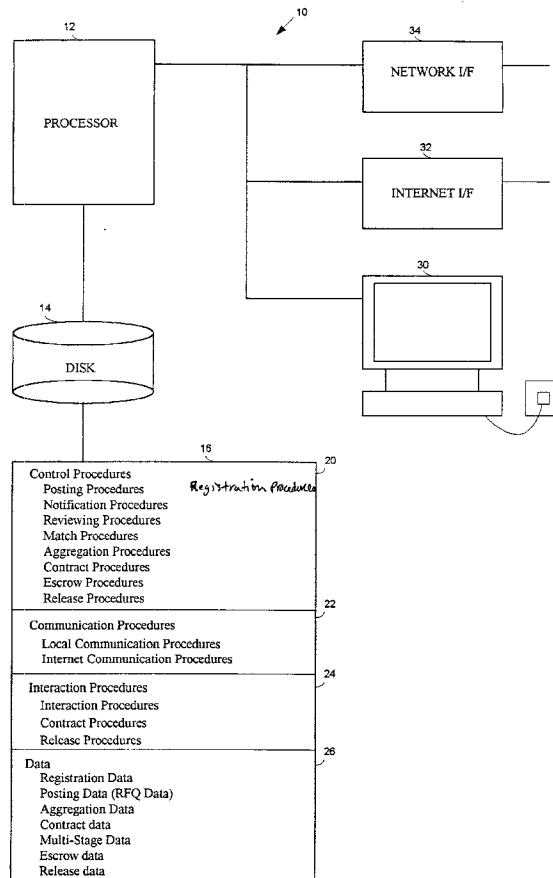 10
12
34
PROCESSOR
NETWORK I/F
32
INTERNET I/F
30
14
DISK
16
20
Control Procedures
Posting Procedures
Registration Procedures
Notification Procedures
Reviewing Procedures
Match Procedures
Aggregation Procedures
Contract Procedures
Escrow Procedures
Release Procedures
22
Communication Procedures
Local Communication Procedures
Internet Communication Procedures
24
Interaction Procedures
Interaction Procedures
Contract Procedures
Release Procedures
26
Data
Registration Data
Posting Data (RFQ Data)
Aggregation Data
Contract data
Multi-Stage Data
Escrow data
Release data